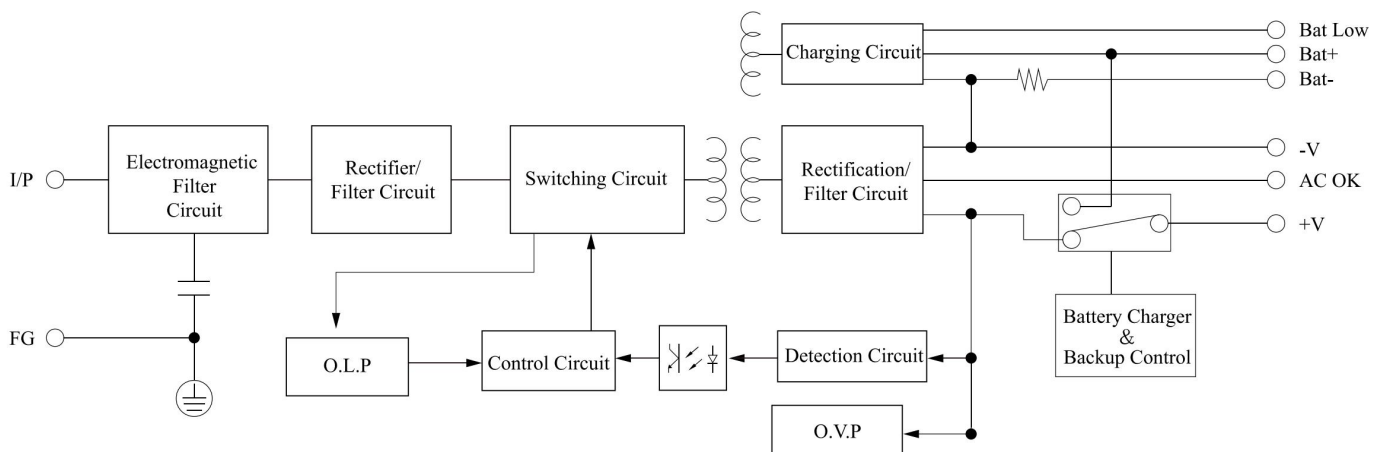 Bat Low
Charging Circuit
Bat+
Bat-
Electromagnetic
Filter
Circuit
Rectifier/
Filter Circuit
Switching Circuit
Rectification/
Filter Circuit
-V
I/P
AC OK
+V
Battery Charger
&
Backup Control
FG
O.L.P
Control Circuit
Detection Circuit
O.V.P